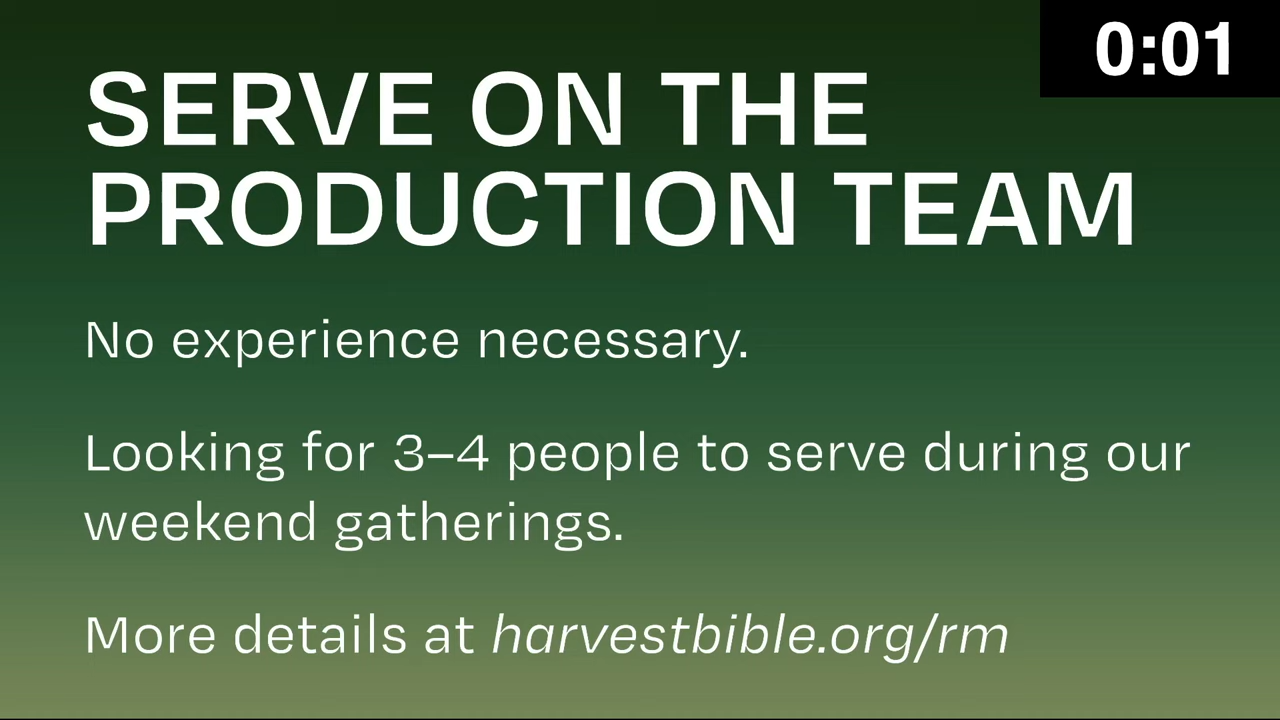 0:01
SERVE ON THE
PRODUCTION TEAM
No experience necessary.
Looking for 3–4 people to serve during our
weekend gatherings.
More details at harvestbible.org/rm